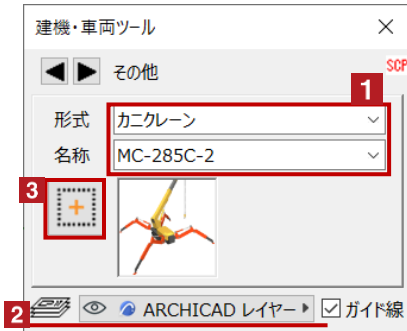 建機・車両ツール
その他
SCP
1
形式 カニクレーン
名称 MC-285C-2
3
2 ARCHICAD レイヤー ガイド線